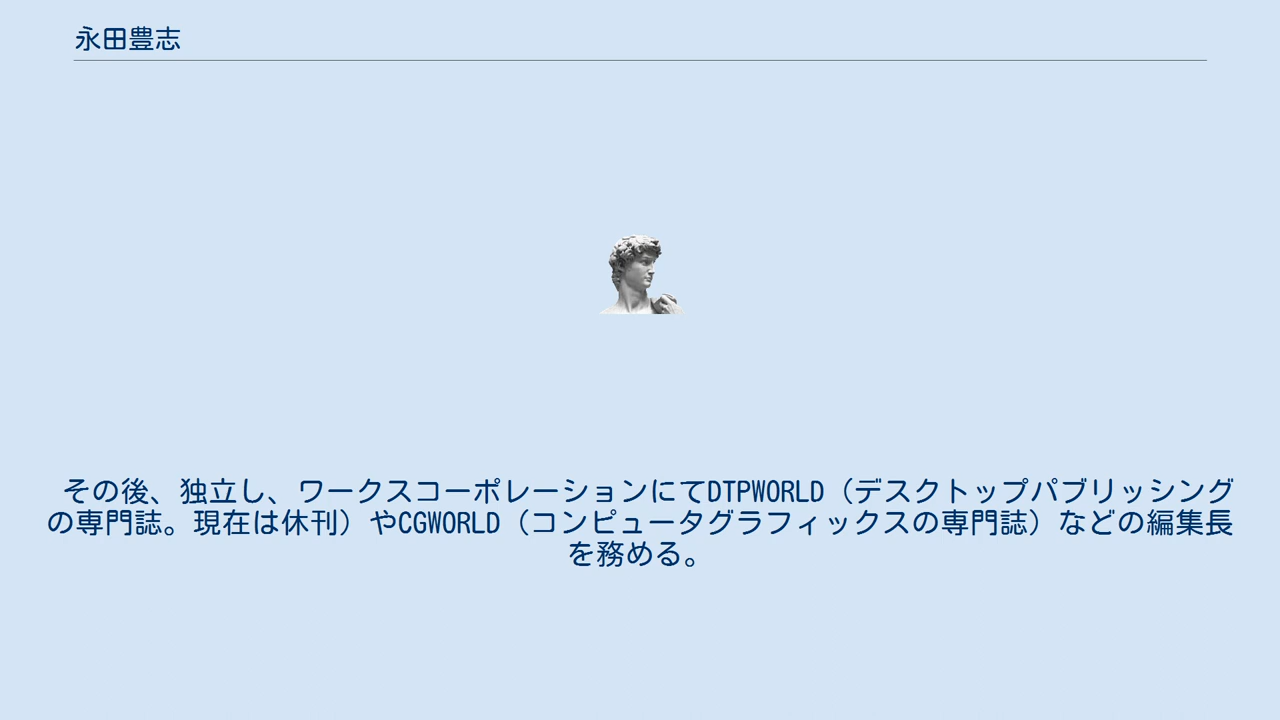 永田豊志
その後、独立し、ワークスコーポレーションにてDTPWORLD（デスクトップパブリッシング
の専門誌。現在は休刊）やCGWORLD（コンピュータグラフィックスの専門誌）などの編集長
を務める。